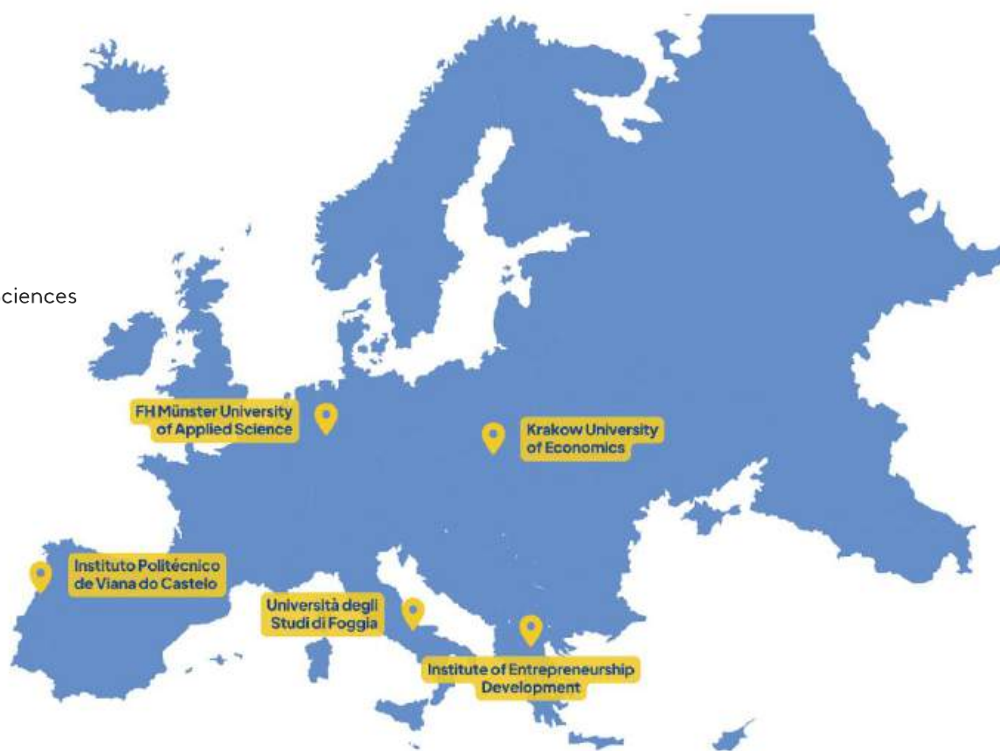 ciences
FH Münster University
of Applied Science
Krakow University
of Economics
Instituto Politécnico
de Viana do Castelo
Università degli
Studi di Foggia
Institute of Entrepreneurship
Development